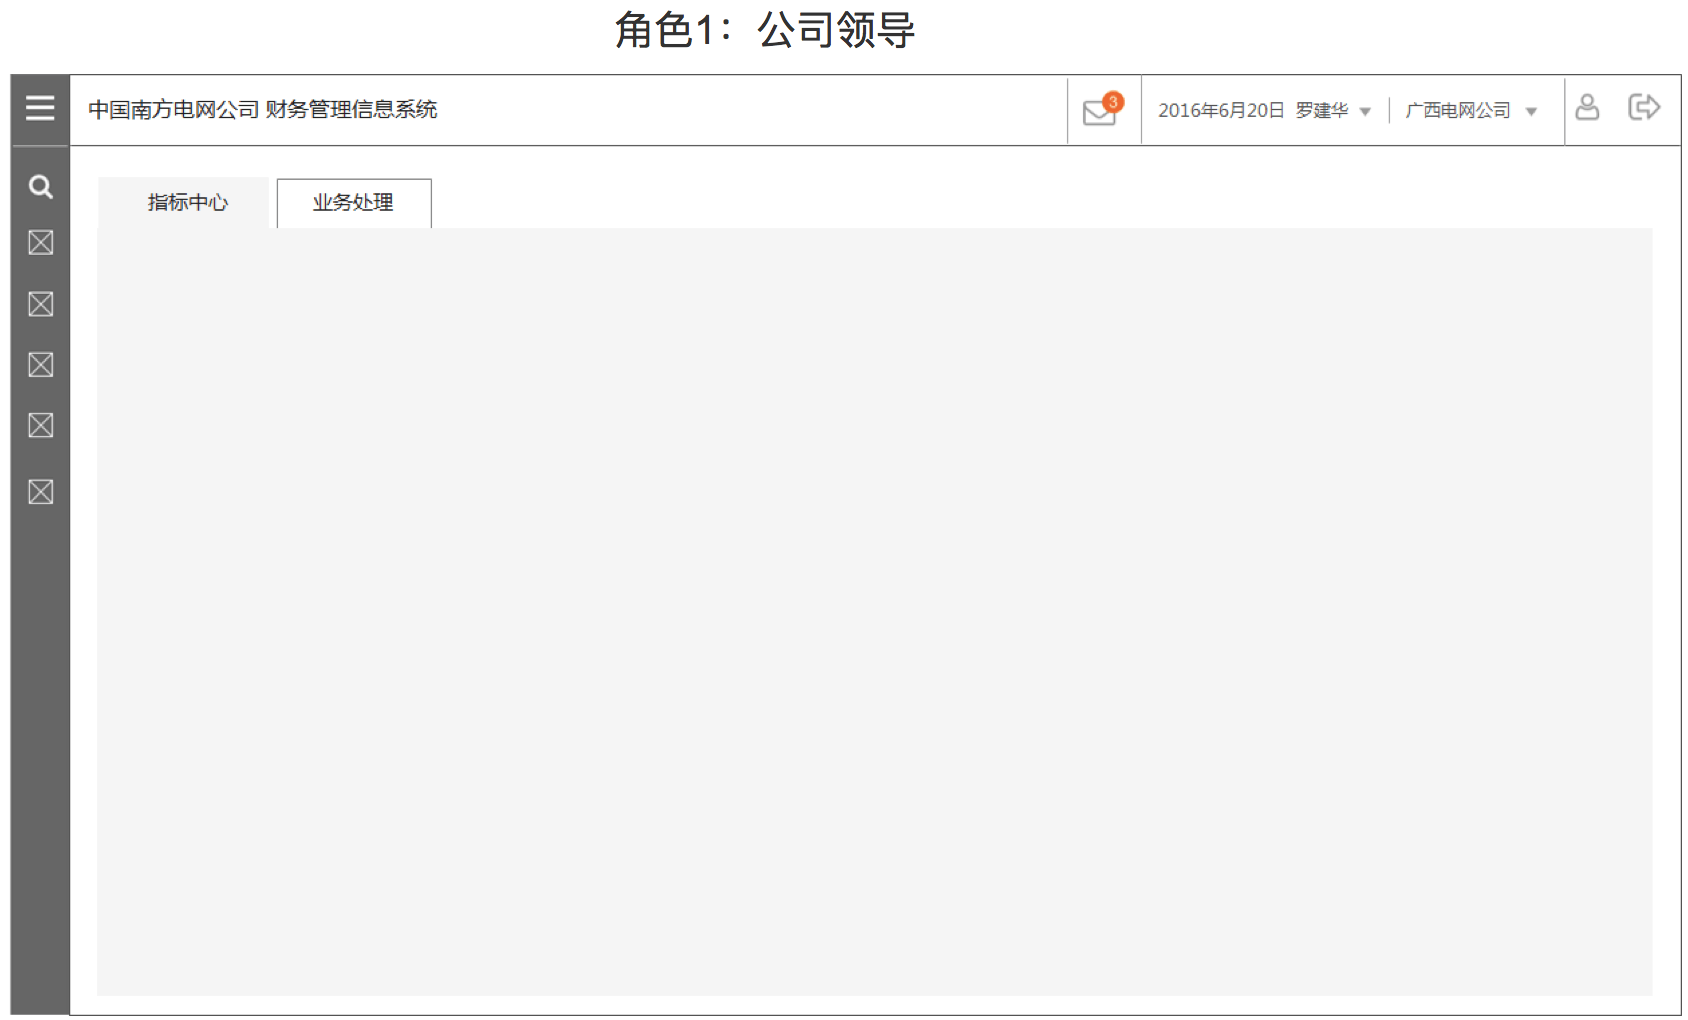 角色1：公司领导
中国南方电网公司 财务管理信息系统
3
2016年6月20日 罗建华
广西电网公司
指标中心
业务处理